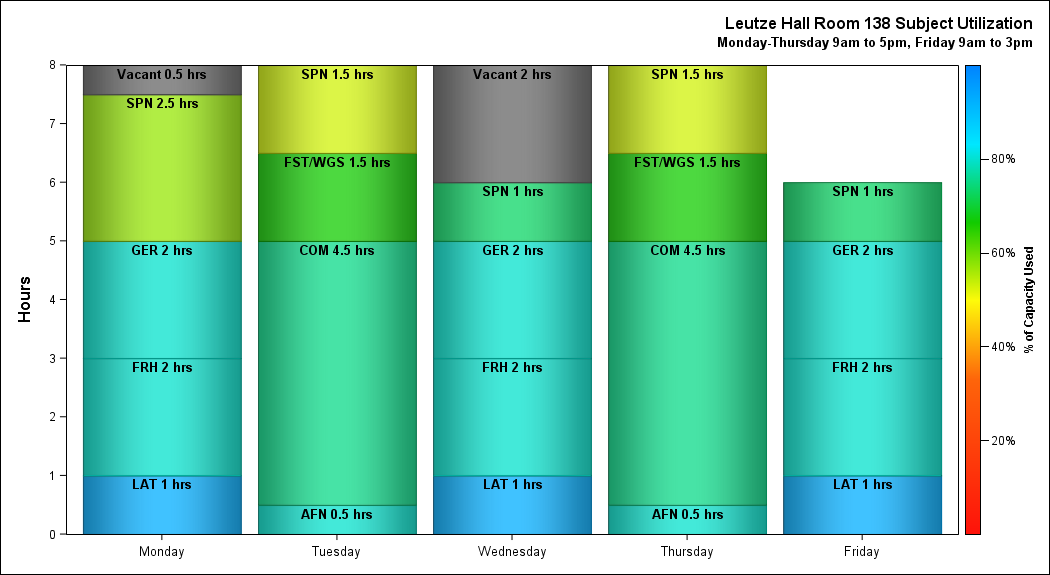 Leutze Hall Room 138 Subject Utilization
Monday-Thursday 9am to 5pm, Friday 9am to 3pm
Hours
8
7
6
5
4
3
2
1
0
Vacant 0.5 hrs
SPN 2.5 hrs
GER 2 hrs
FRH 2 hrs
LAT 1 hrs
SPN 1.5 hrs
FST/WGS 1.5 hrs
COM 4.5 hrs
AFN 0.5 hrs
Vacant 2 hrs
SPN 1 hrs
GER 2 hrs
FRH 2 hrs
LAT 1 hrs
SPN 1.5 hrs
FST/WGS 1.5 hrs
COM 4.5 hrs
AFN 0.5 hrs
SPN 1 hrs
GER 2 hrs
FRH 2 hrs
LAT 1 hrs
Monday
Tuesday
Wednesday
Thursday
Friday
80%
60%
40%
20%
% of Capacity Used